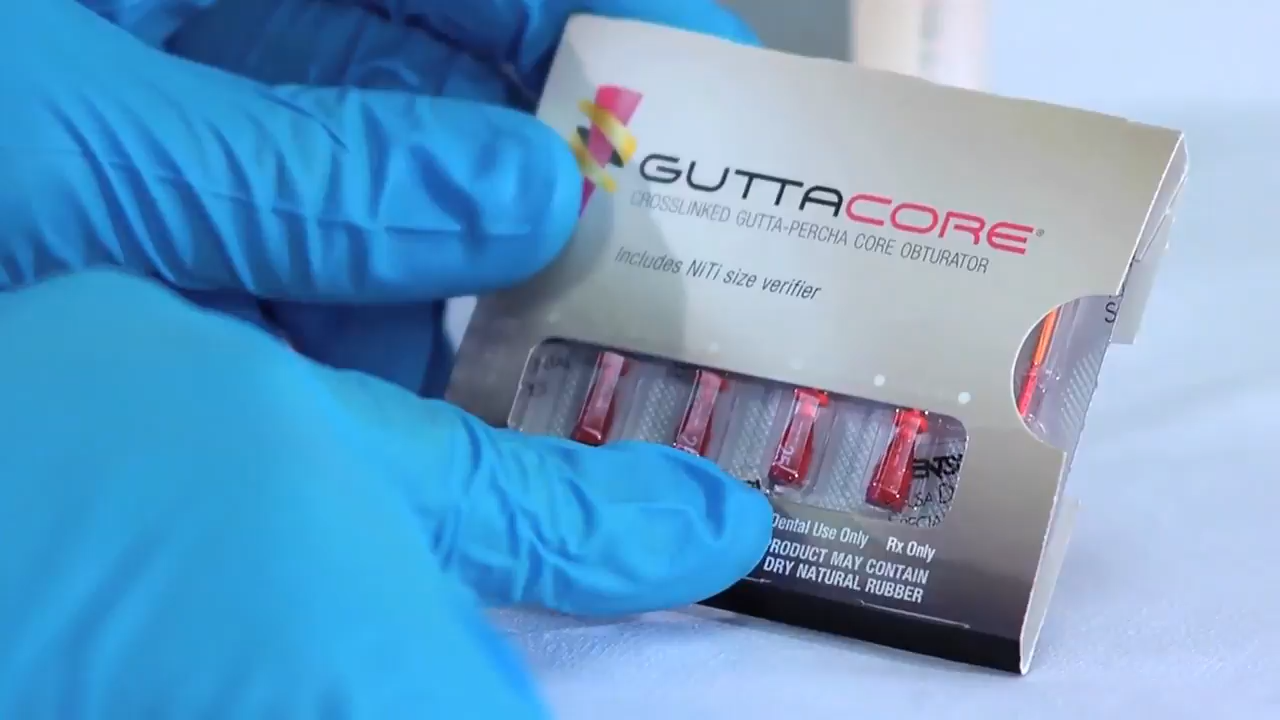 GUTTACORE®
CROSSLINKED GUTTA-PERCHA CORE OBTURATOR
Includes NiTi size verifier
25
Dental Use Only Rx Only
PRODUCT MAY CONTAIN
DRY NATURAL RUBBER